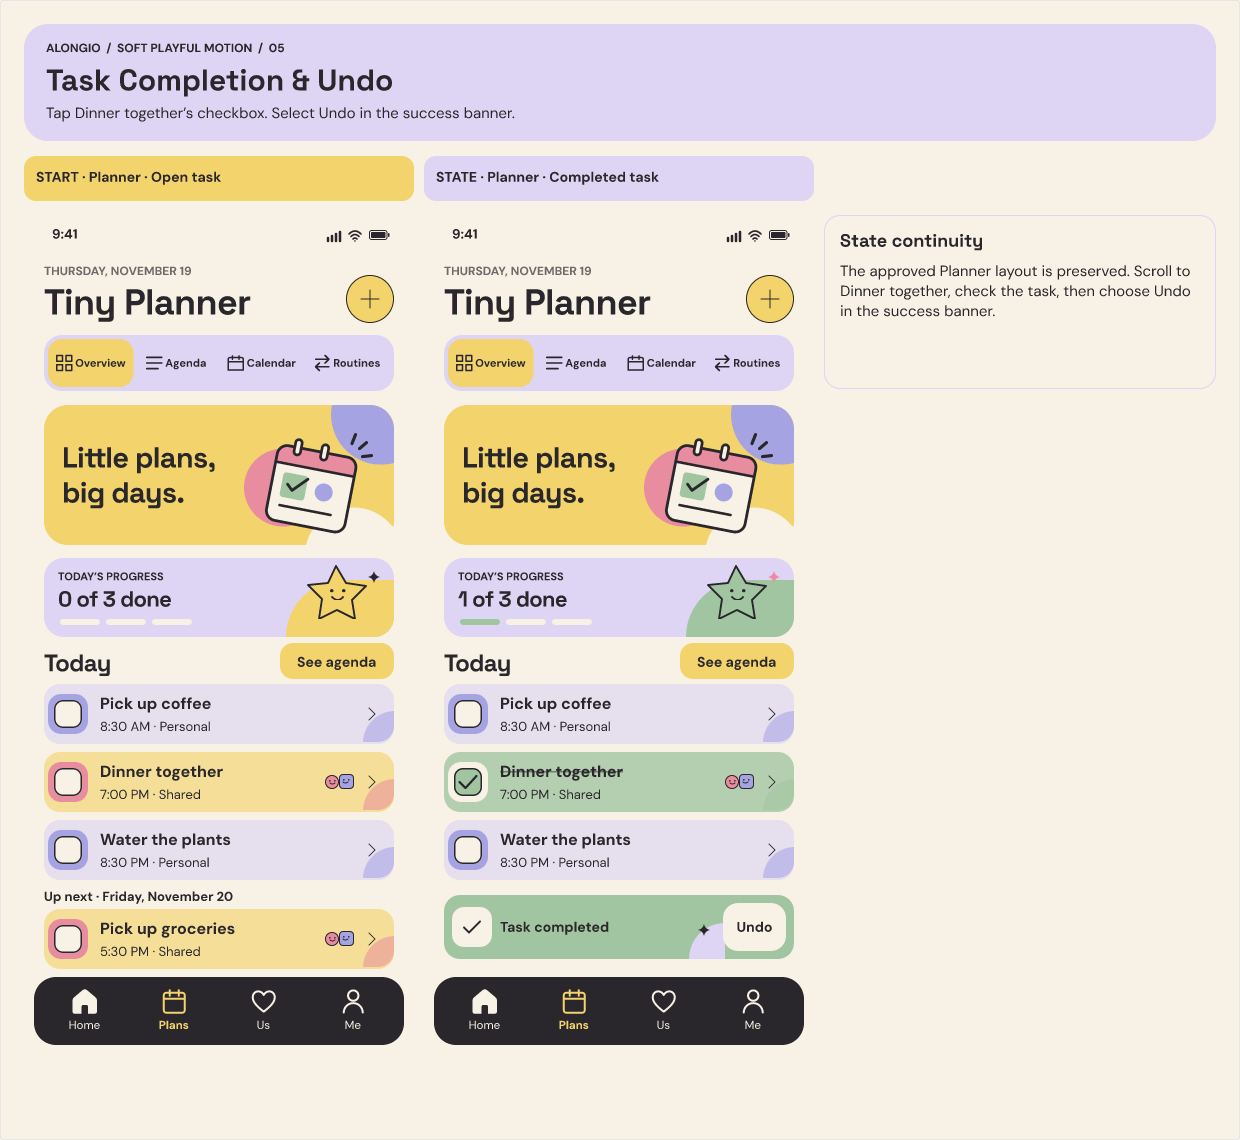 ALONGIO / SOFT PLAYFUL MOTION / 05
Task Completion & Undo
Tap Dinner together’s checkbox. Select Undo in the success banner.
START · Planner · Open task
9:41
THURSDAY, NOVEMBER 19
Tiny Planner
Overview
Agenda
Calendar
Routines
Little plans,
big days.
TODAY’S PROGRESS
0 of 3 done
Today
See agenda
Pick up coffee
8:30 AM · Personal
Dinner together
7:00 PM · Shared
Water the plants
8:30 PM · Personal
Up next · Friday, November 20
Pick up groceries
5:30 PM · Shared
Home
Plans
Us
Me
STATE · Planner · Completed task
9:41
THURSDAY, NOVEMBER 19
Tiny Planner
Overview
Agenda
Calendar
Routines
Little plans,
big days.
TODAY’S PROGRESS
1 of 3 done
Today
See agenda
Pick up coffee
8:30 AM · Personal
Dinner together
7:00 PM · Shared
Water the plants
8:30 PM · Personal
Task completed
Undo
Home
Plans
Us
Me
State continuity
The approved Planner layout is preserved. Scroll to
Dinner together, check the task, then choose Undo
in the success banner.